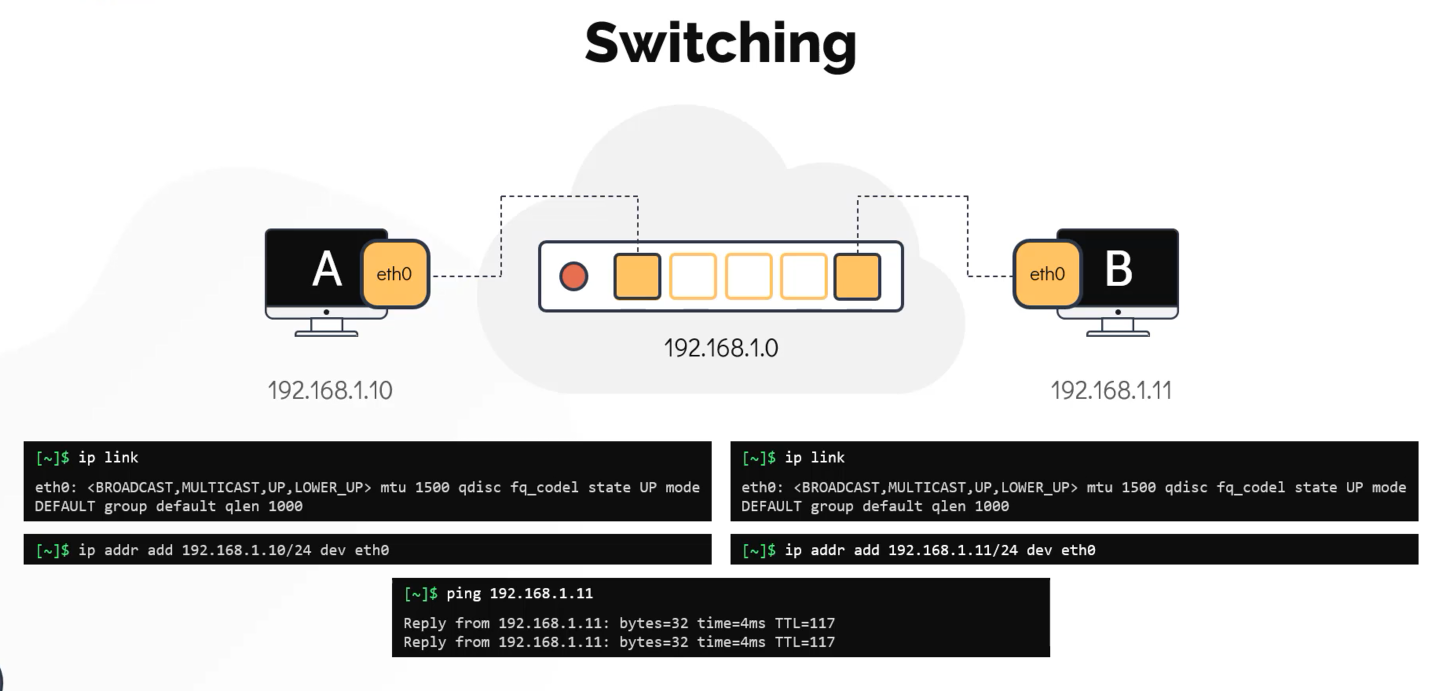 Switching
A
eth0
eth0
B
192.168.1.0
192.168.1.10
192.168.1.11
[~]$ ip link
eth0: <BROADCAST,MULTICAST,UP,LOWER_UP> mtu 1500 qdisc fq_codel state UP mode
DEFAULT group default qlen 1000
[~]$ ip addr add 192.168.1.10/24 dev eth0
[~]$ ip link
eth0: <BROADCAST,MULTICAST,UP,LOWER_UP> mtu 1500 qdisc fq_codel state UP mode
DEFAULT group default qlen 1000
[~]$ ip addr add 192.168.1.11/24 dev eth0
[~]$ ping 192.168.1.11
Reply from 192.168.1.11: bytes=32 time=4ms TTL=117
Reply from 192.168.1.11: bytes=32 time=4ms TTL=117